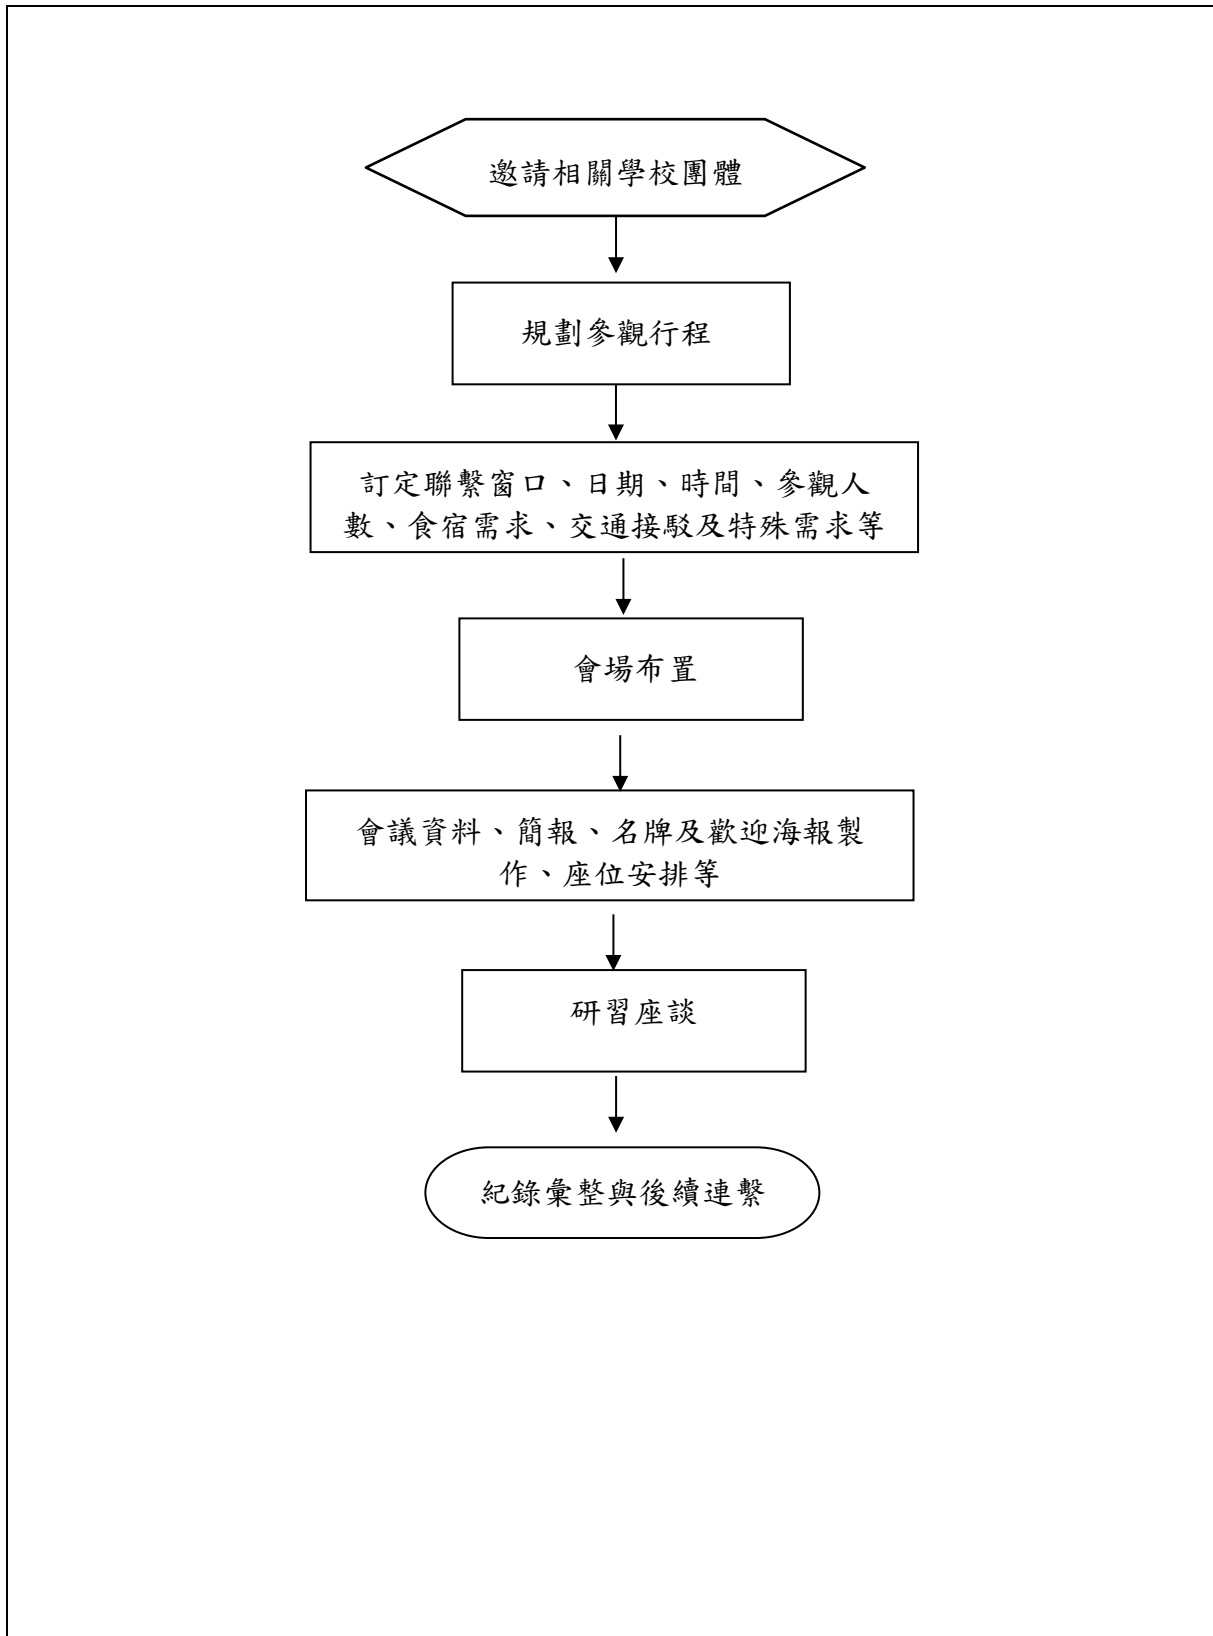 邀請相關學校團體
規劃參觀行程
訂定聯繫窗口、日期、時間、參觀人
數、食宿需求、交通接駁及特殊需求等
會場布置
會議資料、簡報、名牌及歡迎海報製
作、座位安排等
研習座談
紀錄彙整與後續連繫